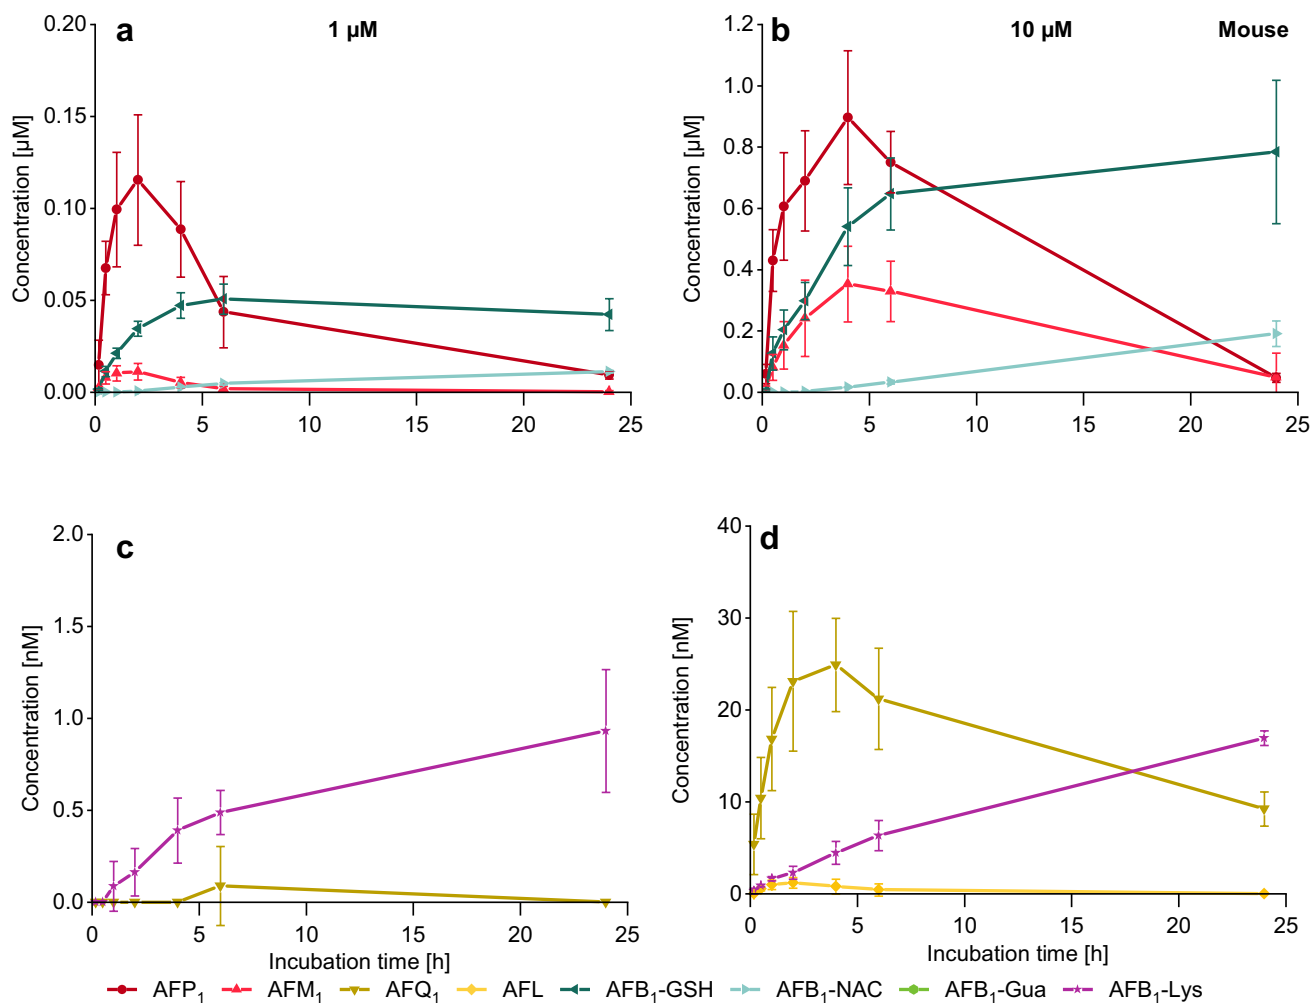 a 1 µM
b 10 µM Mouse
0.20
0.15
0.10
0.05
0.00
Concentration [µM]
0 5 10 15 20 25
1.2
1.0
0.8
0.6
0.4
0.2
0.0
Concentration [µM]
0 5 10 15 20 25
c
2.0
1.5
1.0
0.5
0.0
Concentration [nM]
0 5 10 15 20 25
Incubation time [h]
d
40
30
20
10
0
Concentration [nM]
0 5 10 15 20 25
Incubation time [h]
AFP₁ AFM₁ AFQ₁ AFL AFB₁-GSH AFB₁-NAC AFB₁-Gua AFB₁-Lys